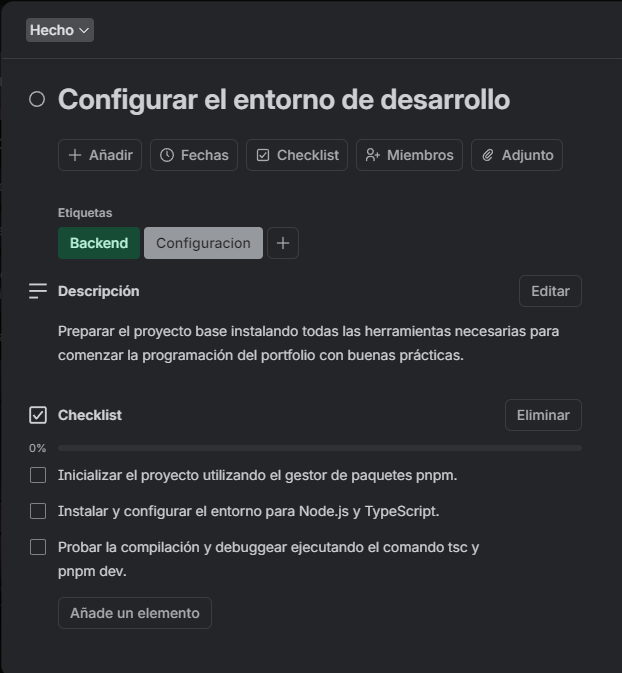 Hecho
Configurar el entorno de desarrollo
Añadir
Fechas
Checklist
Miembros
Adjunto
Etiquetas
Backend
Configuracion
Descripción
Editar
Preparar el proyecto base instalando todas las herramientas necesarias para
comenzar la programación del portfolio con buenas prácticas.
Checklist
Eliminar
0%
Inicializar el proyecto utilizando el gestor de paquetes pnpm.
Instalar y configurar el entorno para Node.js y TypeScript.
Probar la compilación y debuggear ejecutando el comando tsc y
pnpm dev.
Añade un elemento